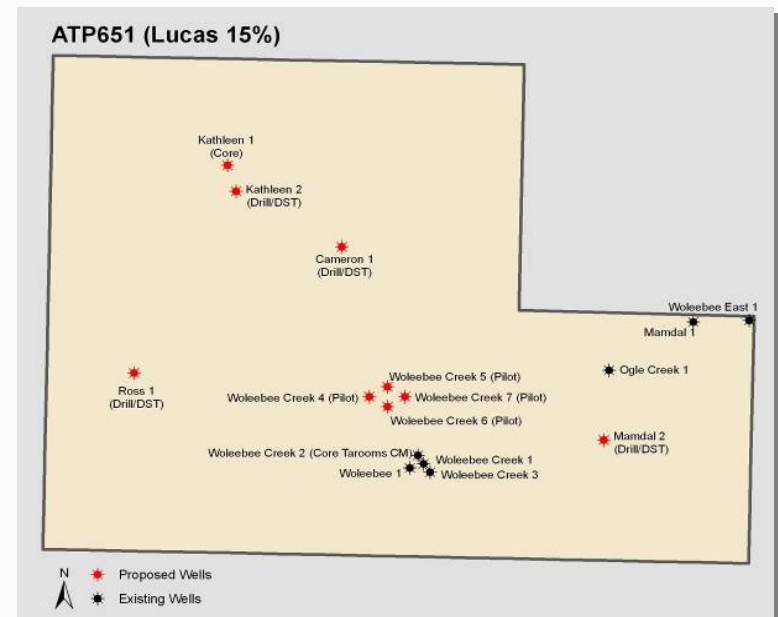 ATP651 (Lucas 15%)
Kathleen 1
(Core)
Kathleen 2
(Drill/DST)
Cameron 1
(Drill/DST)
Woleebee East 1
Mamdal 1
Ogle Creek 1
Ross 1
(Drill/DST)
Woleebee Creek 5 (Pilot)
Woleebee Creek 4 (Pilot)
Woleebee Creek 7 (Pilot)
Woleebee Creek 6 (Pilot)
Mamdal 2
(Drill/DST)
Woleebee Creek 2 (Core Tarooms CM)
Woleebee Creek 1
Woleebee 1
Woleebee Creek 3
N
Proposed Wells
Existing Wells